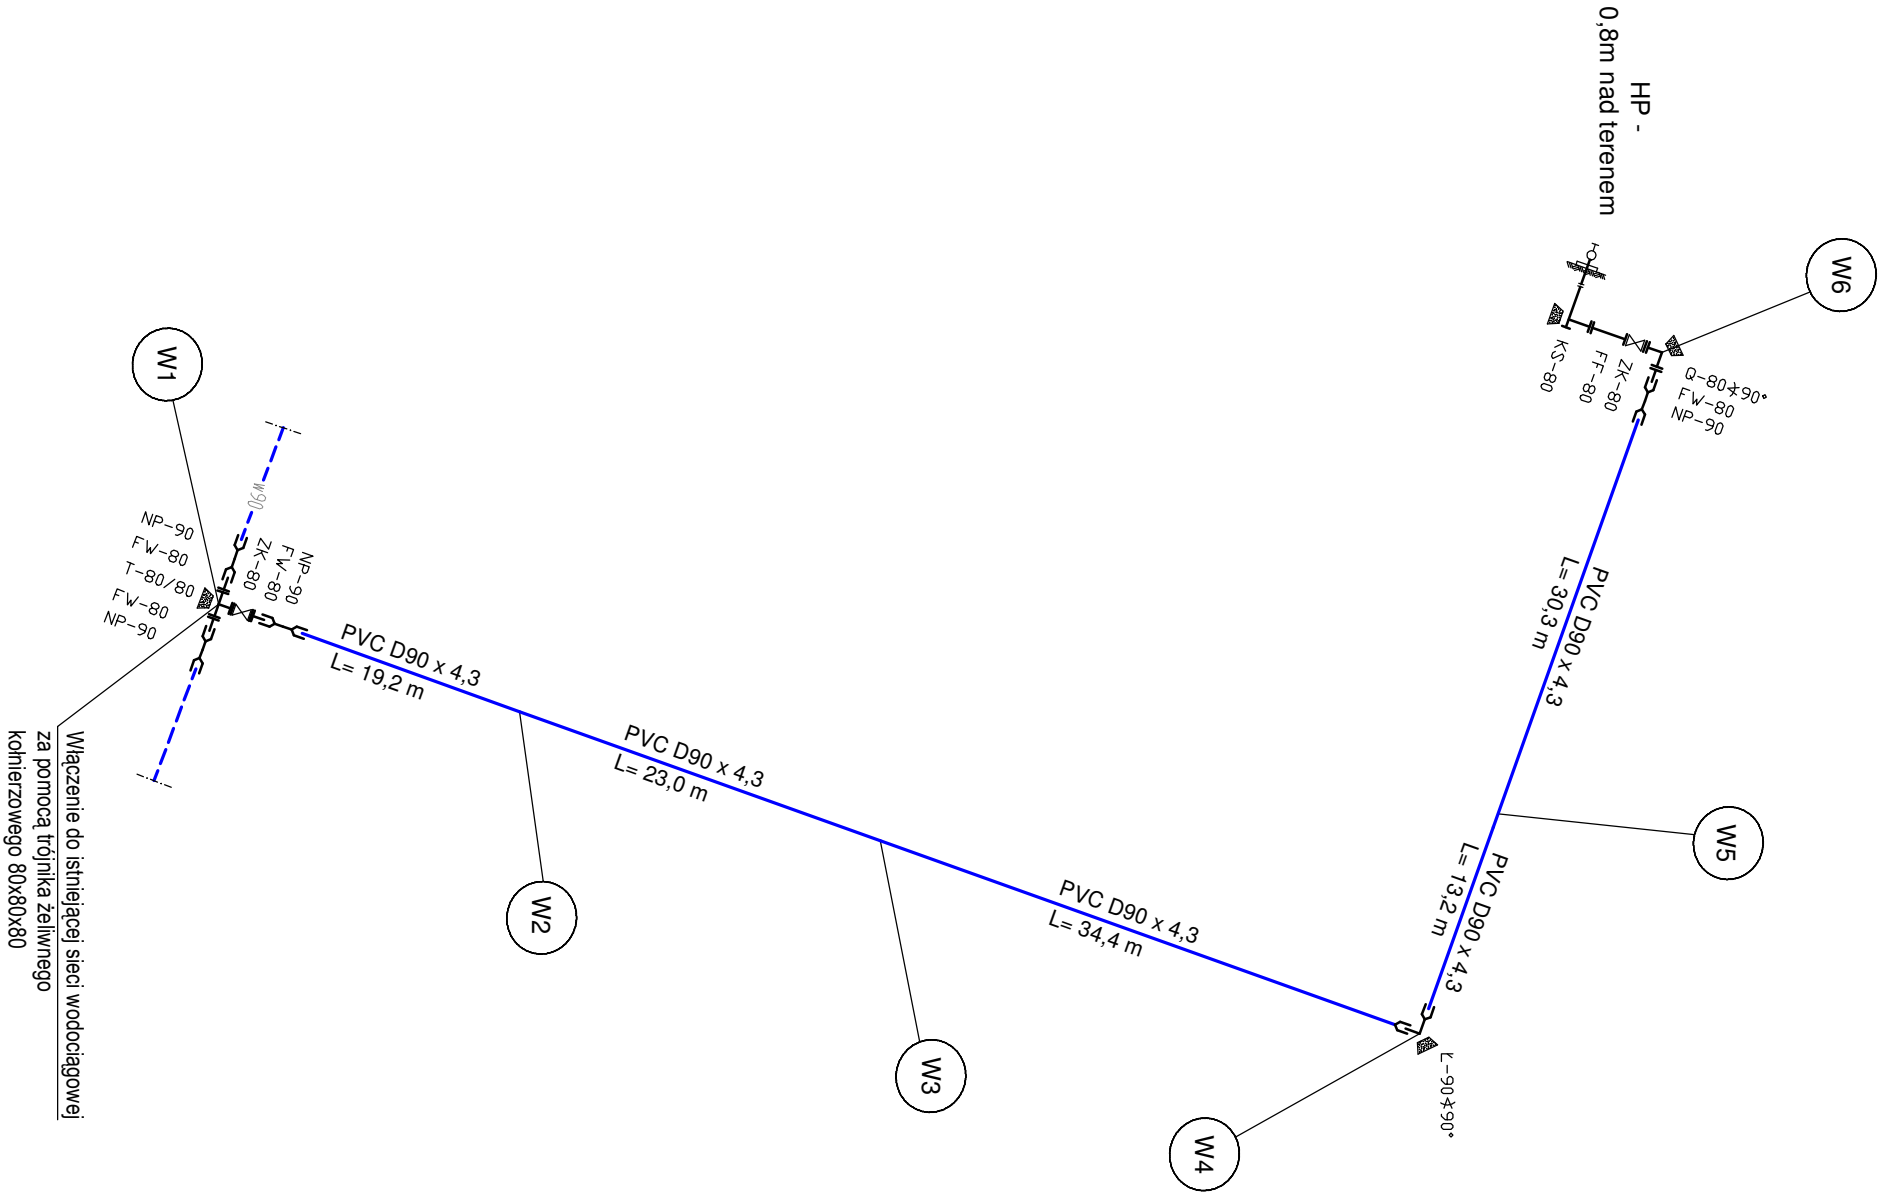 HP -
0,8m nad terenem
W6
Q-80∢90°
FW-80
NP-90
ZK-80
FF-80
KS-80
W1
W90
NP-90
FW-80
T-80/80
FW-80
NP-90
NP-90
FW-80
ZK-80
PVC D90 x 4,3
L= 19,2 m
W2
PVC D90 x 4,3
L= 23,0 m
W3
PVC D90 x 4,3
L= 34,4 m
W4
Ł-90∢90°
PVC D90 x 4,3
L= 13,2 m
W5
PVC D90 x 4,3
L= 30,3 m
Włączenie do istniejącej sieci wodociągowej
za pomocą trójnika żeliwnego
kołnierzowego 80x80x80